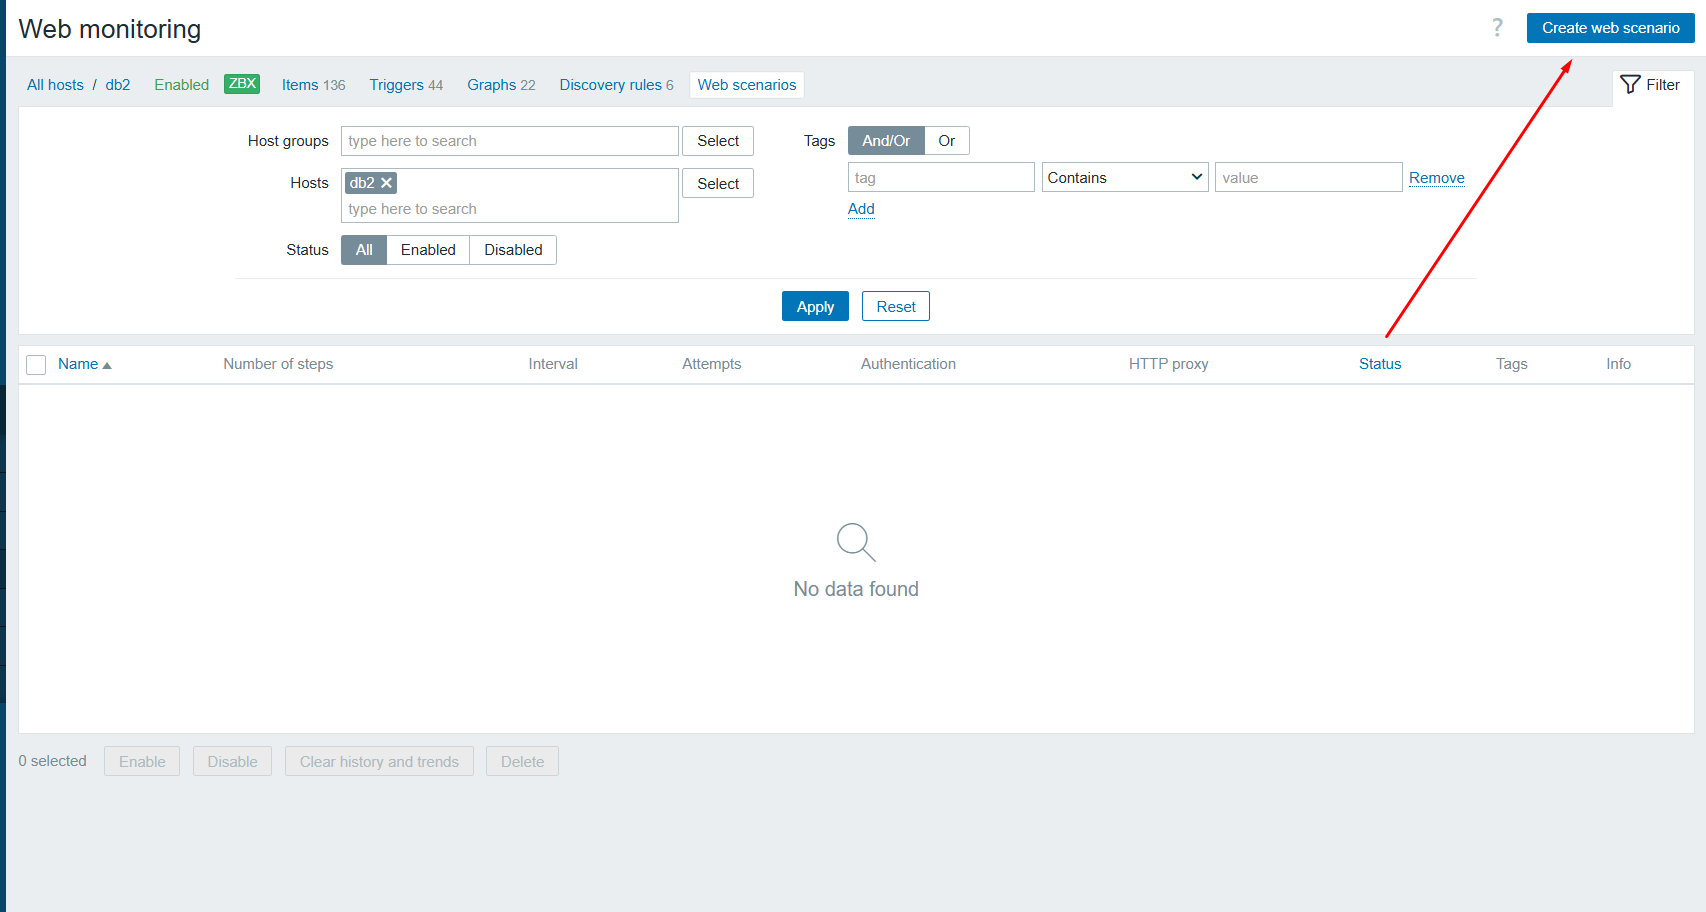 Web monitoring
? Create web scenario
All hosts / db2 Enabled ZBX Items 136 Triggers 44 Graphs 22 Discovery rules 6 Web scenarios Filter
Host groups type here to search Select Tags And/Or Or
Hosts db2 Select tag Contains value Remove
type here to search Add
Status All Enabled Disabled
Apply Reset
Name Number of steps Interval Attempts Authentication HTTP proxy Status Tags Info
No data found
0 selected Enable Disable Clear history and trends Delete